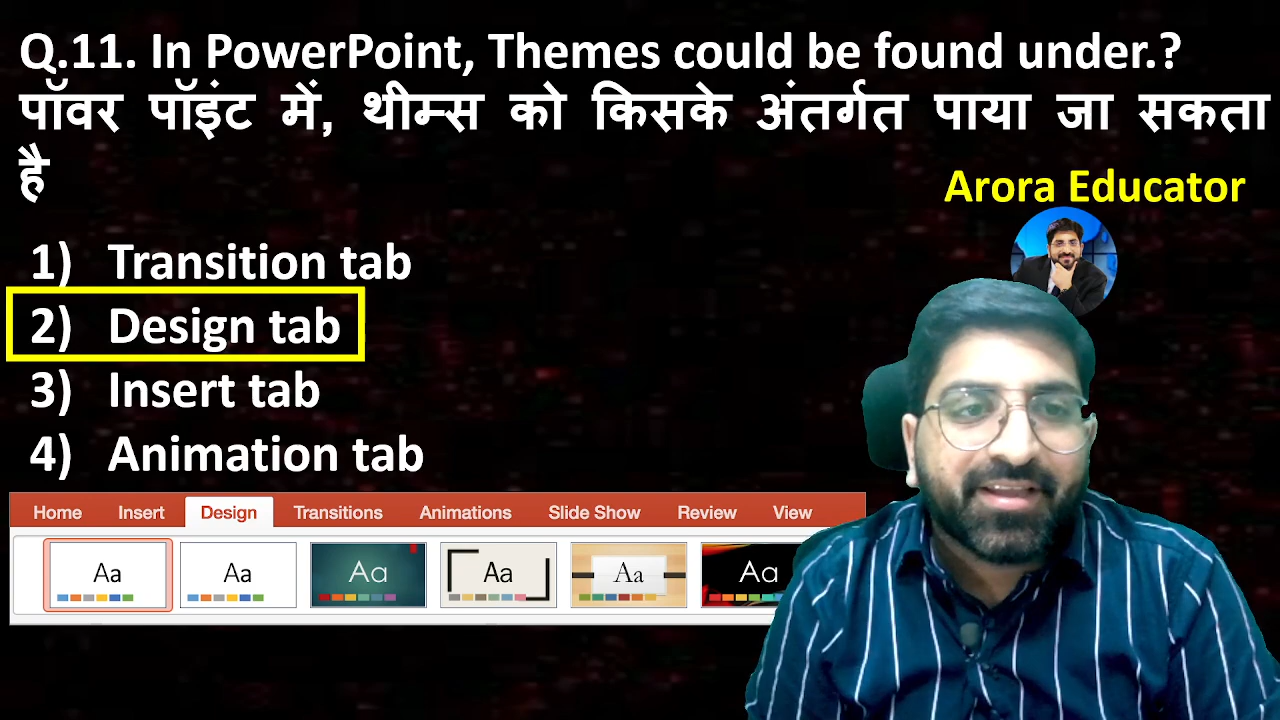 Q.11. In PowerPoint, Themes could be found under.?
पॉवर पॉइंट में, थीम्स को किसके अंतर्गत पाया जा सकता
है
Arora Educator
1) Transition tab
2) Design tab
3) Insert tab
4) Animation tab
Home Insert Design Transitions Animations Slide Show Review View
Aa Aa Aa Aa Aa Aa